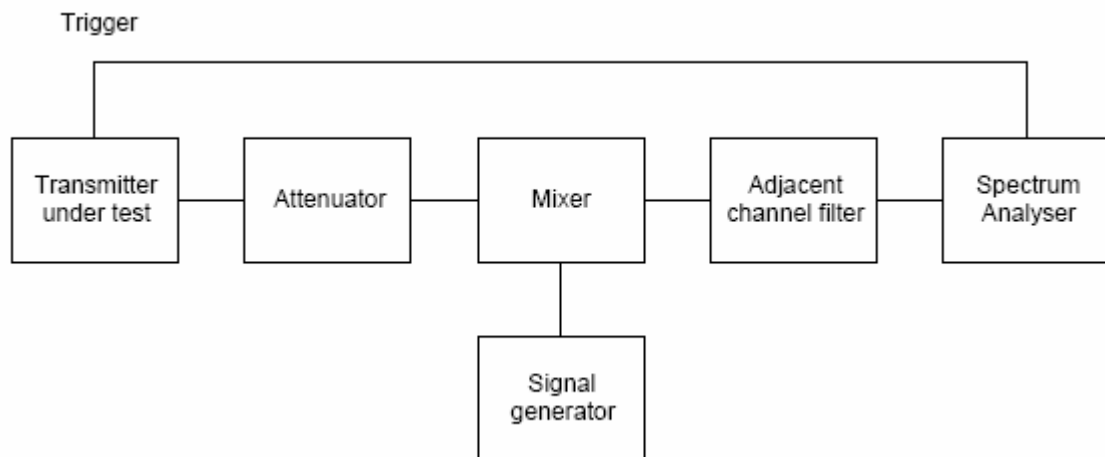 Trigger
Transmitter
under test
Attenuator
Mixer
Adjacent
channel filter
Spectrum
Analyser
Signal
generator